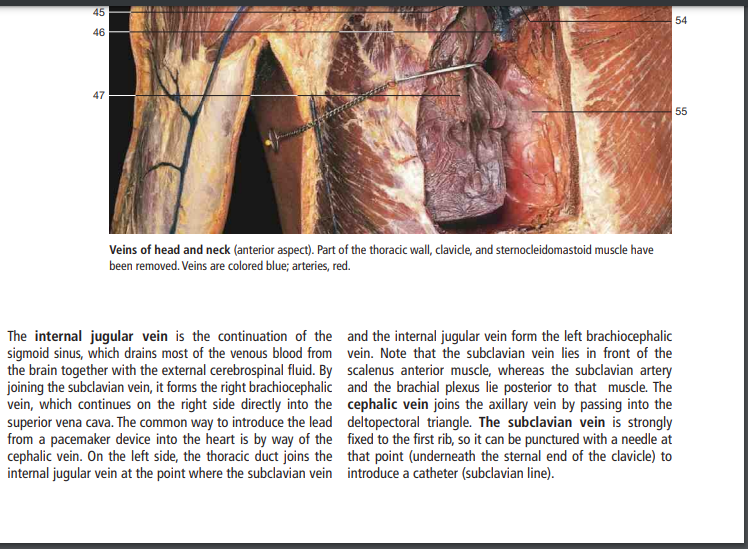 45
46
47
54
55
Veins of head and neck (anterior aspect). Part of the thoracic wall, clavicle, and sternocleidomastoid muscle have
been removed. Veins are colored blue; arteries, red.
The internal jugular vein is the continuation of the
sigmoid sinus, which drains most of the venous blood from
the brain together with the external cerebrospinal fluid. By
joining the subclavian vein, it forms the right brachiocephalic
vein, which continues on the right side directly into the
superior vena cava. The common way to introduce the lead
from a pacemaker device into the heart is by way of the
cephalic vein. On the left side, the thoracic duct joins the
internal jugular vein at the point where the subclavian vein
and the internal jugular vein form the left brachiocephalic
vein. Note that the subclavian vein lies in front of the
scalenus anterior muscle, whereas the subclavian artery
and the brachial plexus lie posterior to that muscle. The
cephalic vein joins the axillary vein by passing into the
deltopectoral triangle. The subclavian vein is strongly
fixed to the first rib, so it can be punctured with a needle at
that point (underneath the sternal end of the clavicle) to
introduce a catheter (subclavian line).